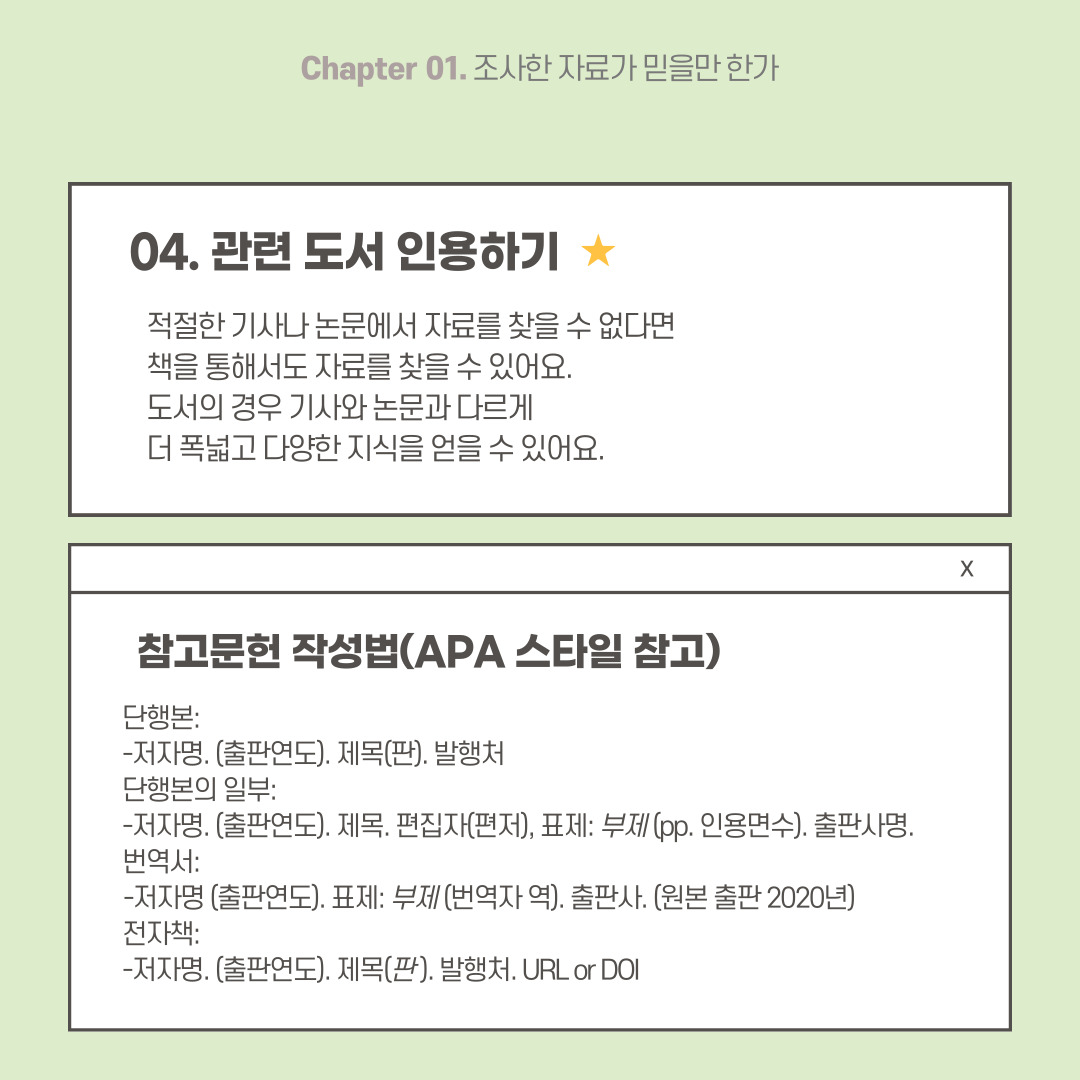 Chapter 01. 조사한 자료가 믿을만 한가
04. 관련 도서 인용하기
적절한 기사나 논문에서 자료를 찾을 수 없다면
책을 통해서도 자료를 찾을 수 있어요.
도서의 경우 기사와 논문과 다르게
더 폭넓고 다양한 지식을 얻을 수 있어요.
X
참고문헌 작성법(APA 스타일 참고)
단행본:
-저자명. (출판연도). 제목(판). 발행처
단행본의 일부:
-저자명. (출판연도). 제목. 편집자(편저), 표제: 부제 (pp. 인용면수). 출판사명.
번역서:
-저자명 (출판연도). 표제: 부제 (번역자 역). 출판사. (원본 출판 2020년)
전자책:
-저자명. (출판연도). 제목(판). 발행처. URL or DOI